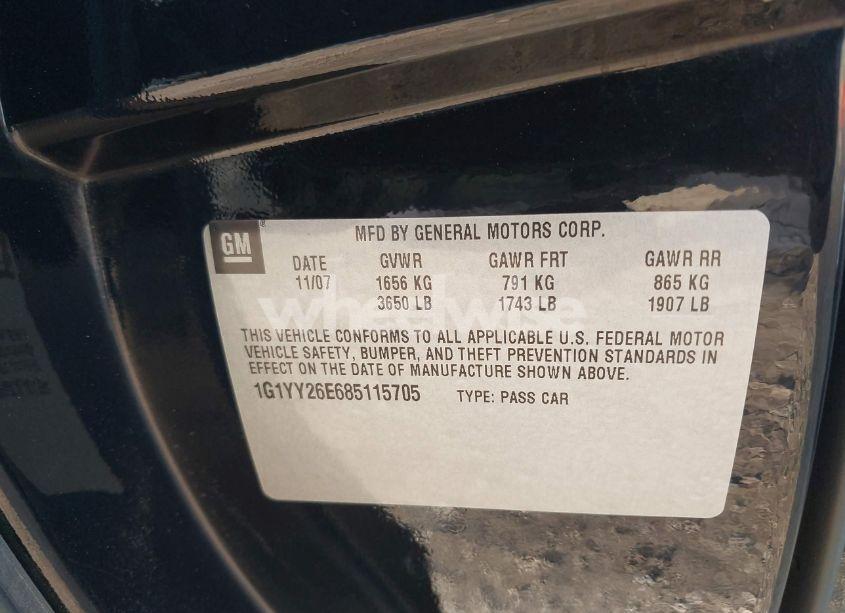 GM
MFD BY GENERAL MOTORS CORP.
DATE GVWR GAWR FRT GAWR RR
11/07 1656 KG 791 KG 865 KG
3650 LB 1743 LB 1907 LB
wheelwise
THIS VEHICLE CONFORMS TO ALL APPLICABLE U.S. FEDERAL MOTOR
VEHICLE SAFETY, BUMPER, AND THEFT PREVENTION STANDARDS IN
EFFECT ON THE DATE OF MANUFACTURE SHOWN ABOVE.
1G1YY26E685115705 TYPE: PASS CAR